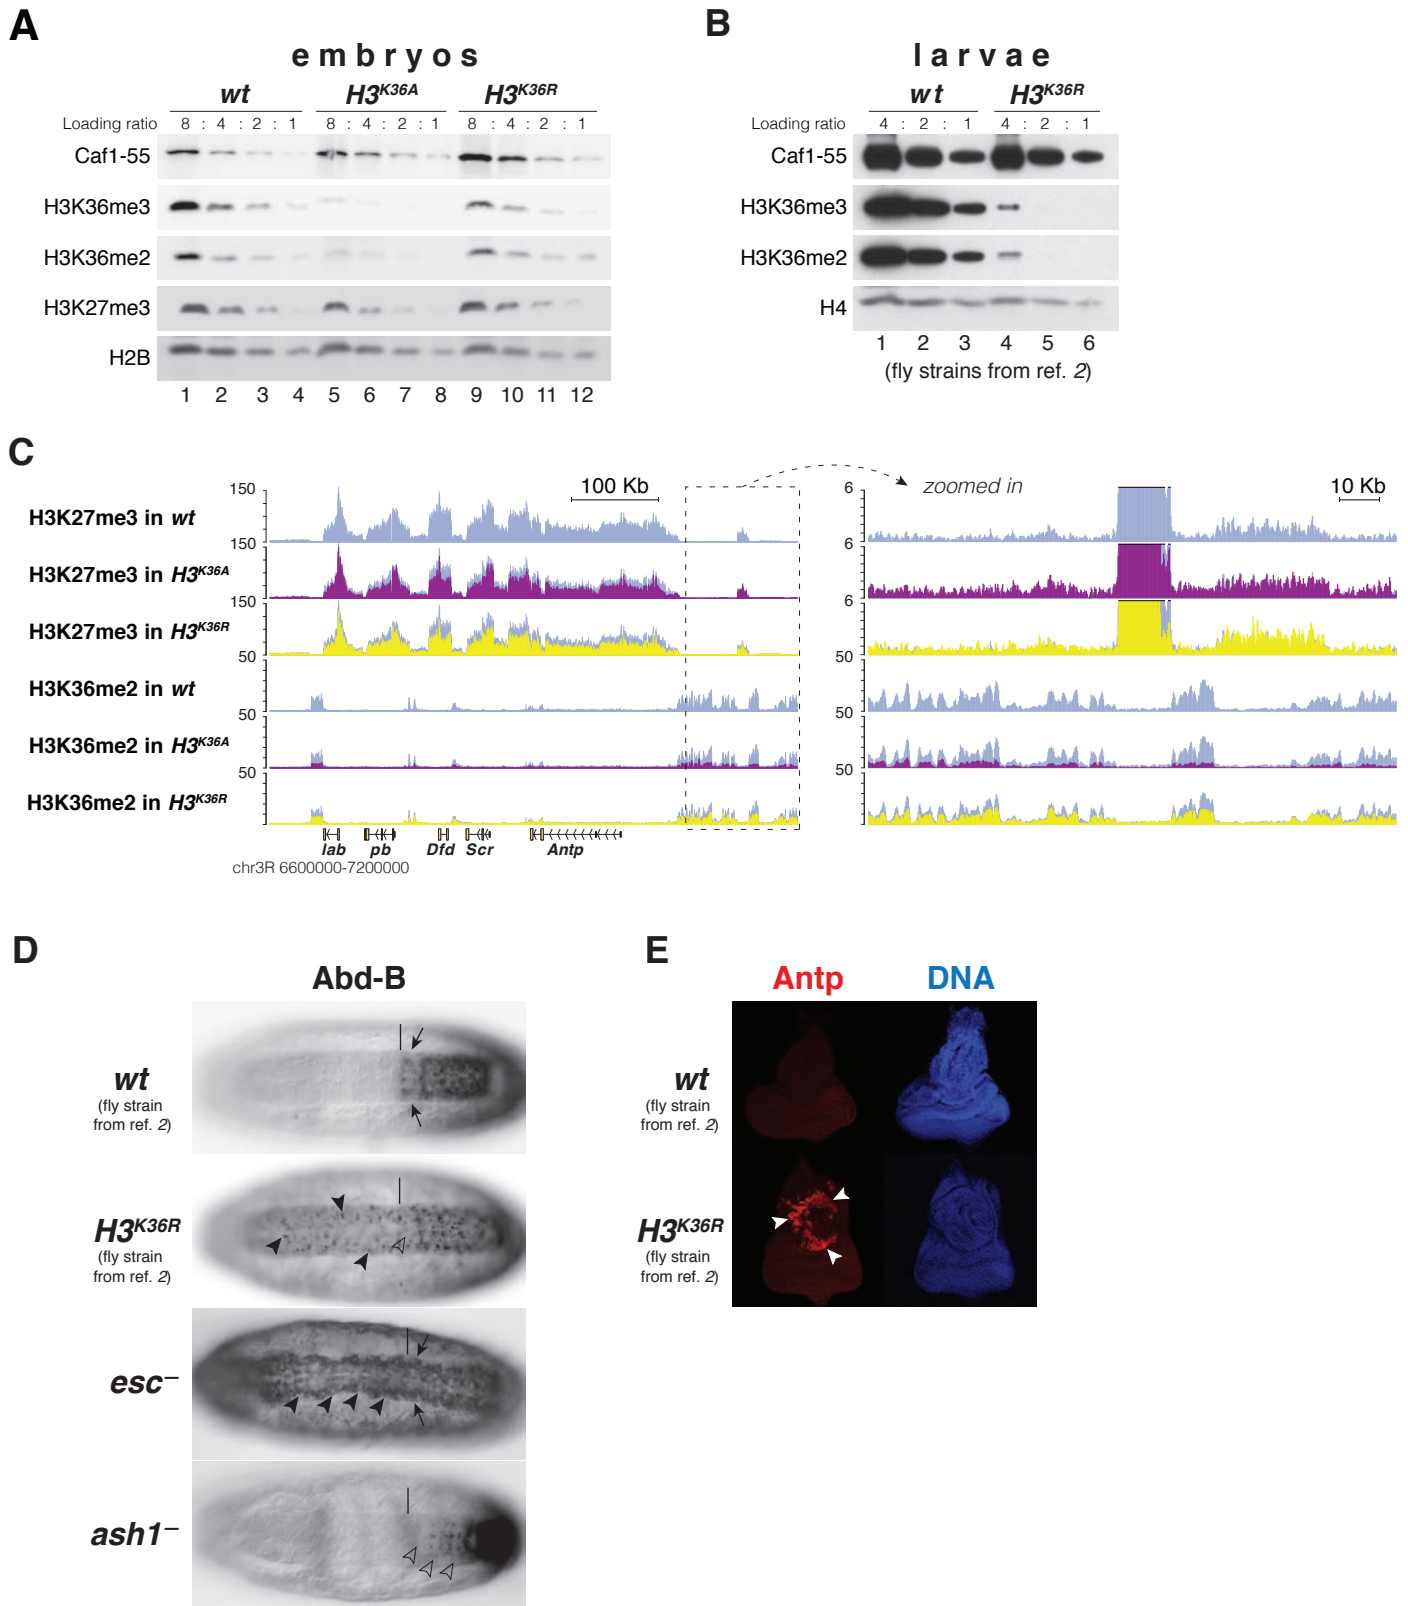 A
embryos
wt H3K36A H3K36R
Loading ratio 8 : 4 : 2 : 1 8 : 4 : 2 : 1 8 : 4 : 2 : 1
Caf1-55
H3K36me3
H3K36me2
H3K27me3
H2B
1 2 3 4 5 6 7 8 9 10 11 12
B
larvae
wt H3K36R
Loading ratio 4 : 2 : 1 4 : 2 : 1
Caf1-55
H3K36me3
H3K36me2
H4
1 2 3 4 5 6
(fly strains from ref. 2)
C
100 Kb
zoomed in
10 Kb
H3K27me3 in wt
150
6
H3K27me3 in H3K36A
150
6
H3K27me3 in H3K36R
150
6
H3K36me2 in wt
50
50
H3K36me2 in H3K36A
50
50
H3K36me2 in H3K36R
50
50
lab pb Dfd Scr Antp
chr3R 6600000-7200000
D
Abd-B
wt
(fly strain
from ref. 2)
H3K36R
(fly strain
from ref. 2)
esc–
ash1–
E
Antp DNA
wt
(fly strain
from ref. 2)
H3K36R
(fly strain
from ref. 2)